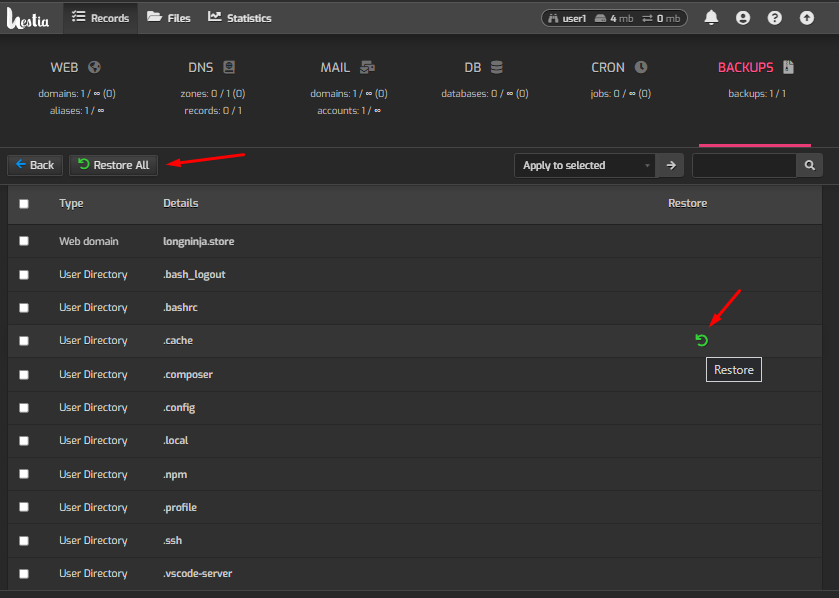 hestia Records Files Statistics user1 4 mb 0 mb
WEB DNS MAIL DB CRON BACKUPS
domains: 1 / ∞ (0) zones: 0 / 1 (0) domains: 1 / ∞ (0) databases: 0 / ∞ (0) jobs: 0 / ∞ (0) backups: 1 / 1
aliases: 1 / ∞ records: 0 / 1 accounts: 1 / ∞
Back Restore All Apply to selected
Type Details Restore
Web domain longninja.store
User Directory .bash_logout
User Directory .bashrc
User Directory .cache
User Directory .composer Restore
User Directory .config
User Directory .local
User Directory .npm
User Directory .profile
User Directory .ssh
User Directory .vscode-server